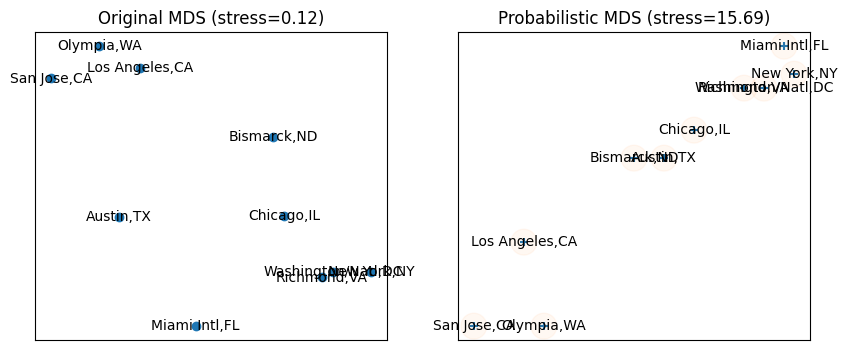 Original MDS (stress=0.12)
Olympia,WA
Los Angeles,CA
San Jose,CA
Bismarck,ND
Austin,TX
Chicago,IL
Washington/Natl,DC
New York,NY
Richmond,VA
Miami Intl,FL
Probabilistic MDS (stress=15.69)
Miami Intl,FL
New York,NY
Washington/Natl,DC
Richmond,VA
Chicago,IL
Bismarck,ND
Austin,TX
Los Angeles,CA
San Jose,CA
Olympia,WA